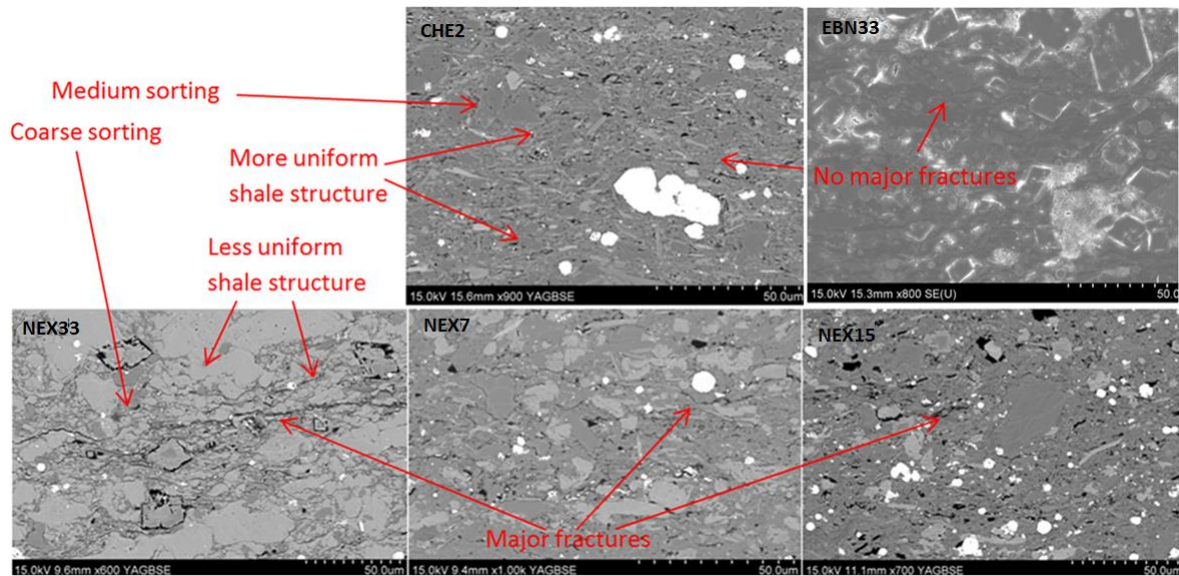 CHE2
EBN33
Medium sorting
Coarse sorting
More uniform
shale structure
No major fractures
Less uniform
shale structure
15.0kV 15.6mm x900 YAGBSE
50.0um
15.0kV 15.3mm x800 SE(U)
50.0
NEX33
NEX7
NEX15
Major fractures
15.0kV 9.6mm x600 YAGBSE
50.0um
15.0kV 9.4mm x1.00k YAGBSE
50.0um
15.0kV 11.1mm x700 YAGBSE
50.0um